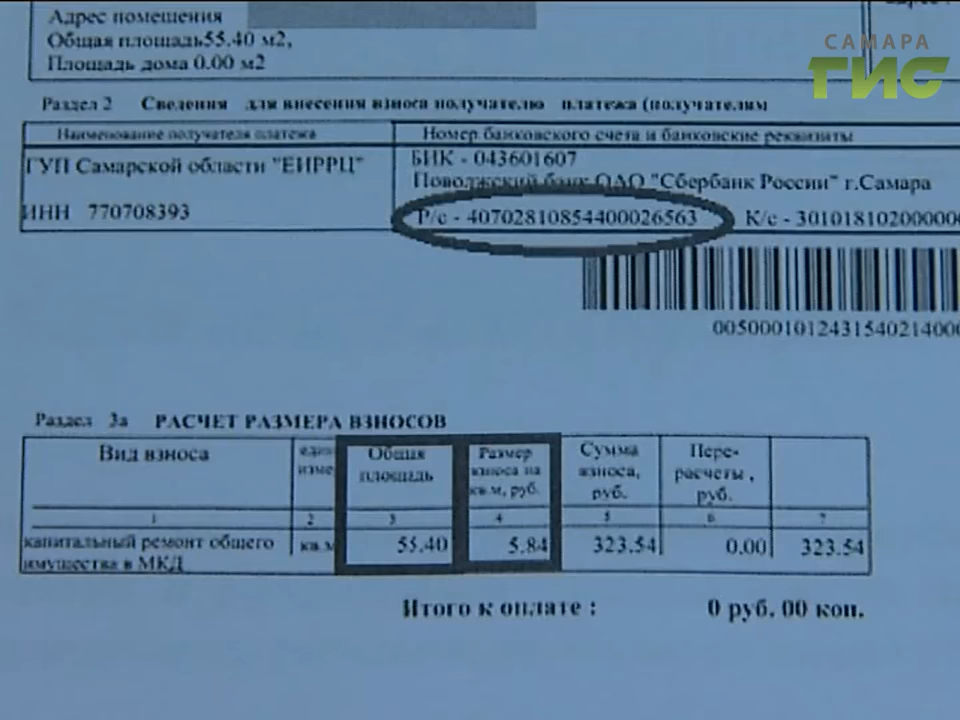 Адрес помещения
Общая площадь55.40 м2,
Площадь дома 0.00 м2
САМАРА
ГИС
Раздел 2 Сведения для внесения взноса получателю платежа (получателям
Наименование получателя платежа
Номер банковского счета и банковские реквизиты
ГУП Самарской области "ЕИРРЦ"
БИК - 043601607
Поволжский банк ОАО "Сбербанк России" г.Самара
ИНН 770708393
Р/с - 40702810854400026563
К/с - 3010181020000
0050001012431540214000
Раздел 3а РАСЧЕТ РАЗМЕРА ВЗНОСОВ
Вид взноса
Общая
площадь
Размер
взноса на
кв.м, руб.
Сумма
взноса,
руб.
Пере-
расчеты ,
руб.
1 2 3 4 5 6 7
капитальный ремонт общего
имущества в МКД
кв.м
55.40
5.84
323.54
0.00
323.54
Итого к оплате : 0 руб. 00 коп.